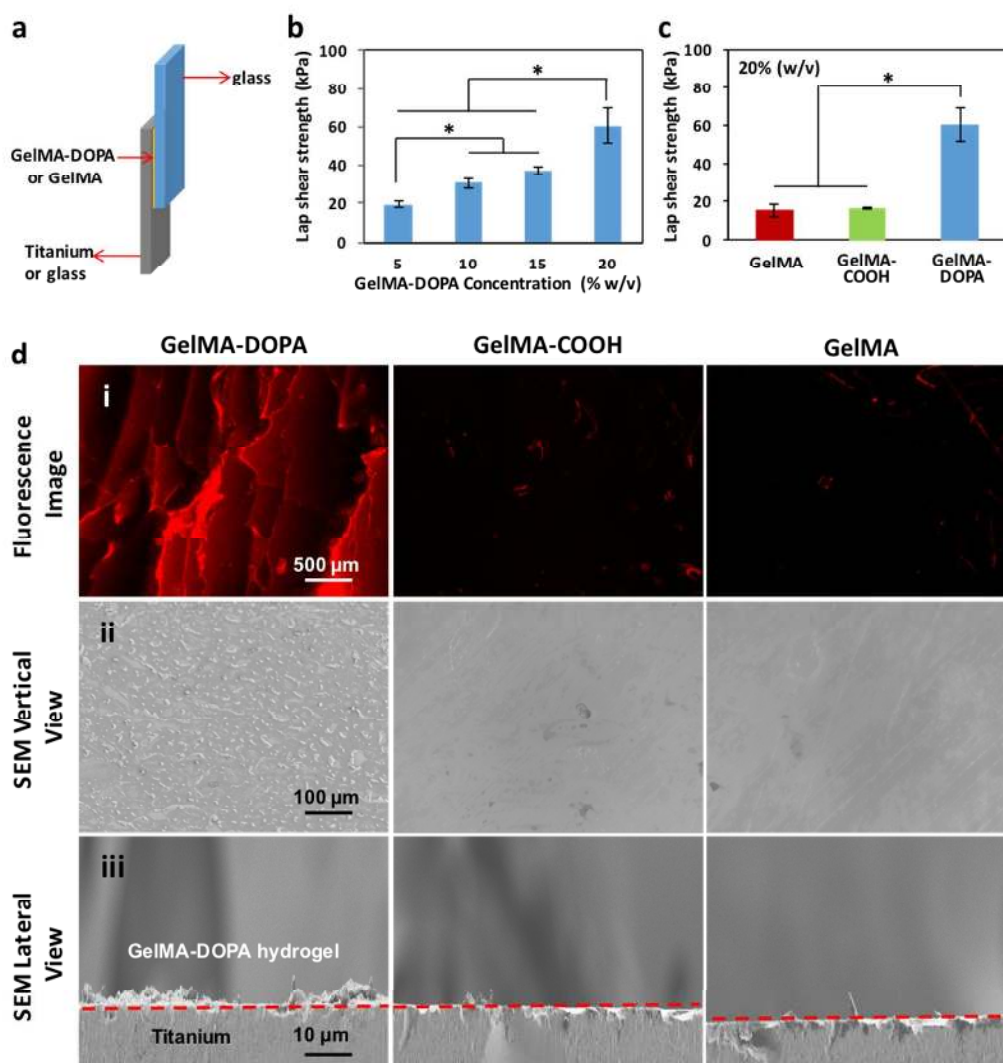 a
glass
GelMA-DOPA
or GelMA
Titanium
or glass
b
Lap shear strength (kPa)
100
80
60
40
20
0
*
*
5
10
15
20
GelMA-DOPA Concentration (% w/v)
c
Lap shear strength (kPa)
100
80
60
40
20
0
20% (w/v)
*
GelMA
GelMA-
COOH
GelMA-
DOPA
d
GelMA-DOPA
GelMA-COOH
GelMA
Fluorescence
Image
i
500 µm
SEM Vertical
View
ii
100 µm
SEM Lateral
View
iii
GelMA-DOPA hydrogel
Titanium
10 µm